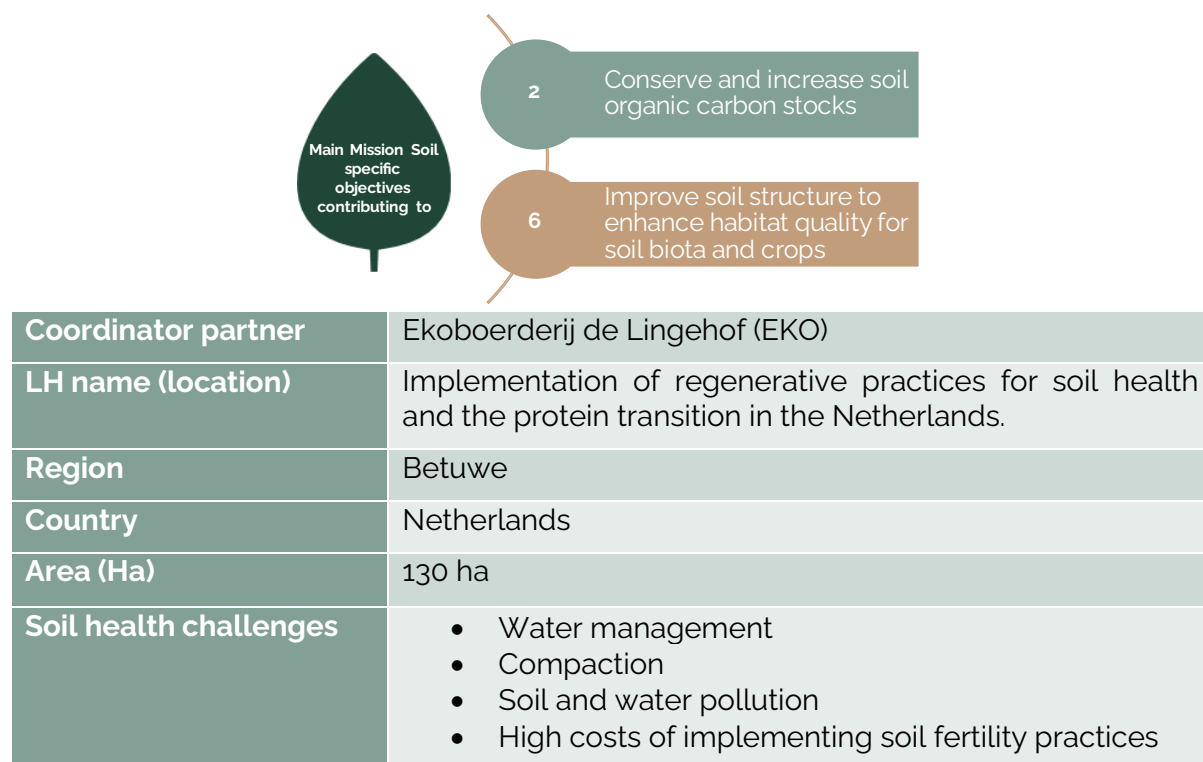 Main Mission Soil
specific
objectives
contributing to
2
Conserve and increase soil
organic carbon stocks
6
Improve soil structure to
enhance habitat quality for
soil biota and crops
Coordinator partner
Ekoboerderij de Lingehof (EKO)
LH name (location)
Implementation of regenerative practices for soil health
and the protein transition in the Netherlands.
Region
Betuwe
Country
Netherlands
Area (Ha)
130 ha
Soil health challenges
• Water management
• Compaction
• Soil and water pollution
• High costs of implementing soil fertility practices